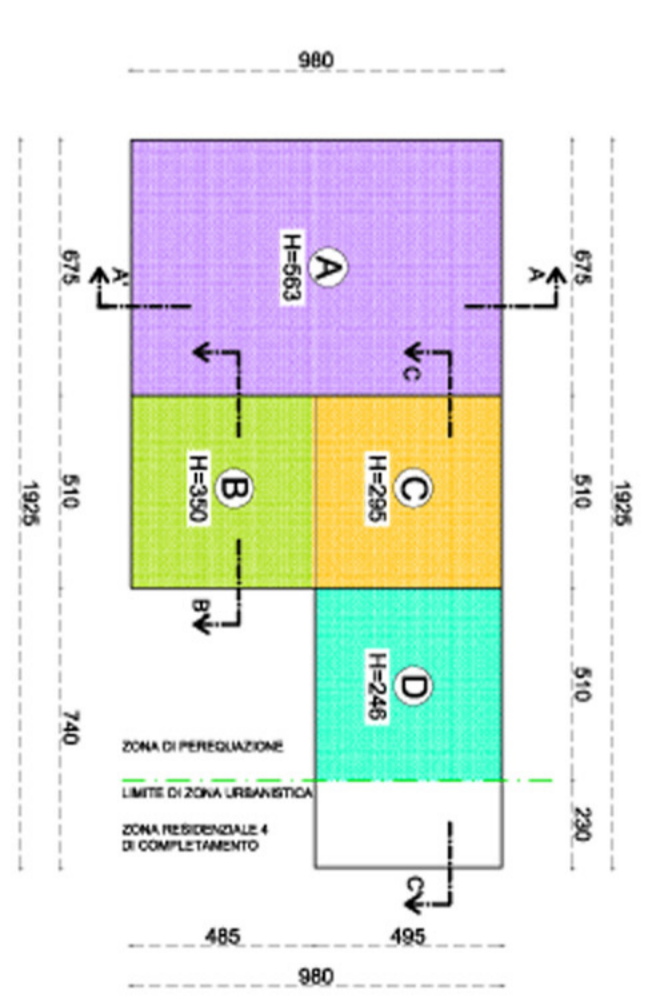 980
A
H=563
675
675
A'
A
C
B
H=350
C
H=295
510
510
1925
1925
B
D
H=246
510
740
ZONA DI PEREQUAZIONE
LIMITE DI ZONA URBANISTICA
ZONA RESIDENZIALE 4
DI COMPLETAMENTO
230
C'
485
495
980